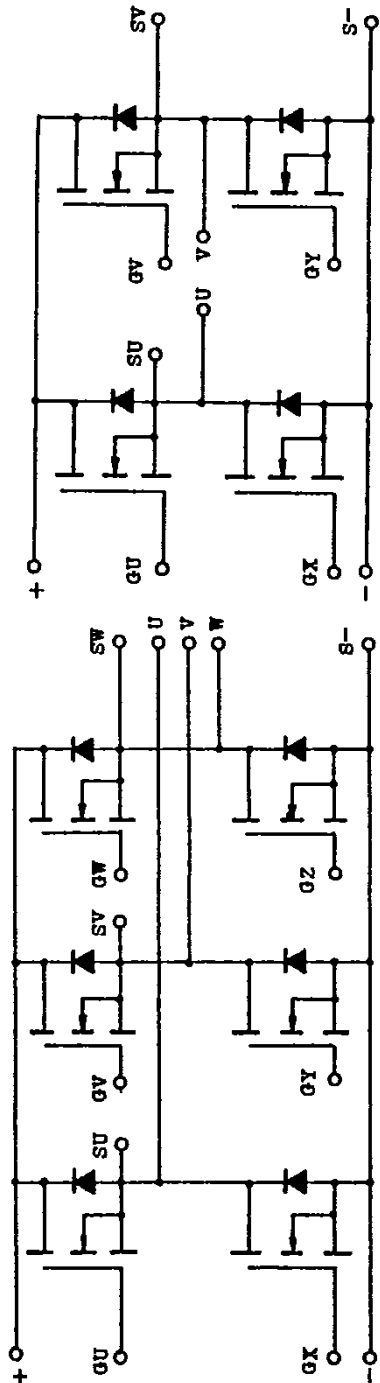 +
GU SU GV SV GW SW
U
V
W
GX GY GZ
- S-
+
GU SU GV SV
U V
GX GY
- S-